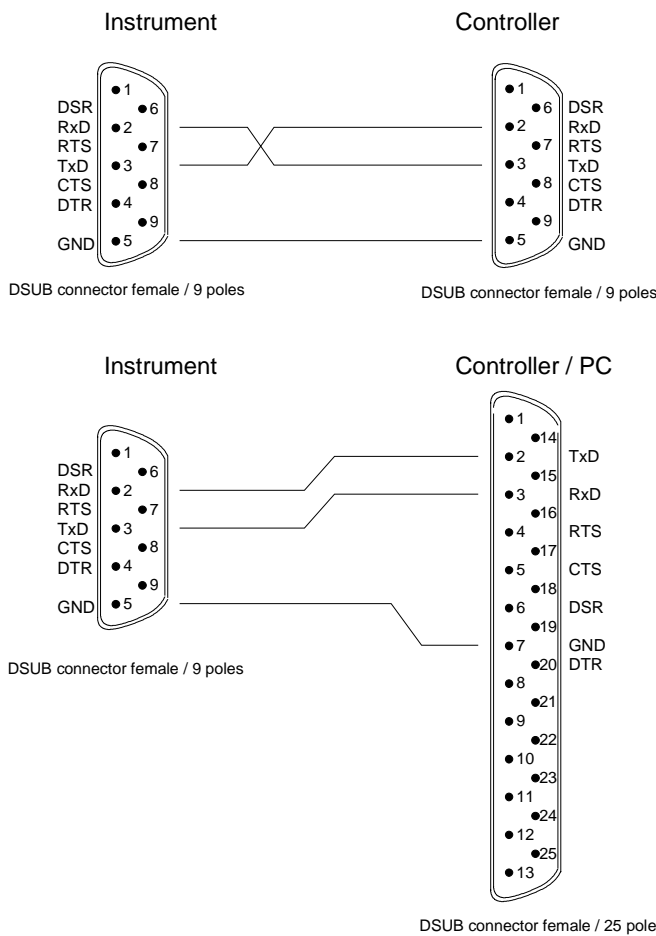 Instrument Controller
1 1
DSR 6 6 DSR
RxD 2 2 RxD
RTS 7 7 RTS
TxD 3 3 TxD
CTS 8 8 CTS
DTR 4 4 DTR
9 9
GND 5 5 GND
DSUB connector female / 9 poles DSUB connector female / 9 poles
Instrument Controller / PC
1
14
1 2 TxD
DSR 6 15
RxD 2 3 RxD
RTS 7 16
TxD 3 4 RTS
CTS 8 17
DTR 4 5 CTS
9 18
GND 5 6 DSR
19
7 GND
20 DTR
DSUB connector female / 9 poles
8
21
9
22
10
23
11
24
12
25
13
DSUB connector female / 25 pole